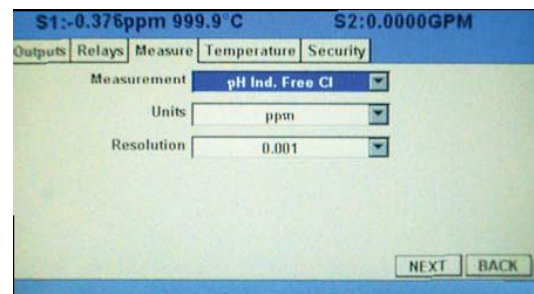 S1:-0.376ppm 999.9°C S2:0.0000GPM
Outputs Relays Measure Temperature Security
Measurement pH Ind. Free Cl
Units ppm
Resolution 0.001
NEXT BACK